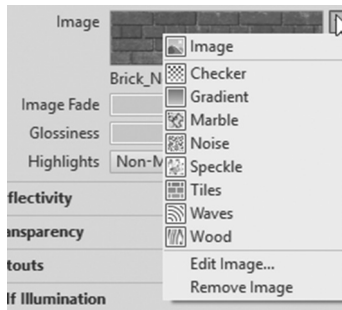 Image
Image
Brick_N
Checker
Gradient
Image Fade
Marble
Glossiness
Noise
Highlights
Non-M
Speckle
Tiles
flectivity
Waves
ansparency
Wood
touts
Edit Image...
Remove Image
lf Illumination